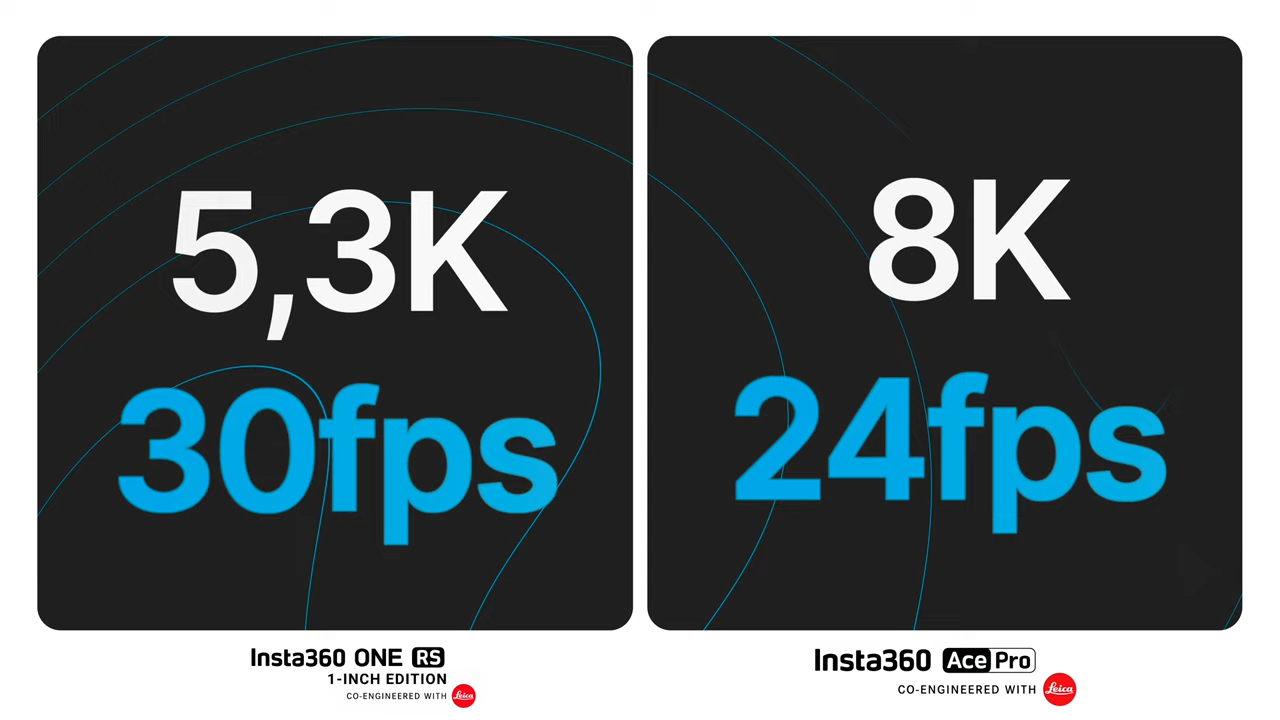 5,3K
30fps
Insta360 ONE RS
1-INCH EDITION
CO-ENGINEERED WITH Leica
8K
24fps
Insta360 Ace Pro
CO-ENGINEERED WITH Leica